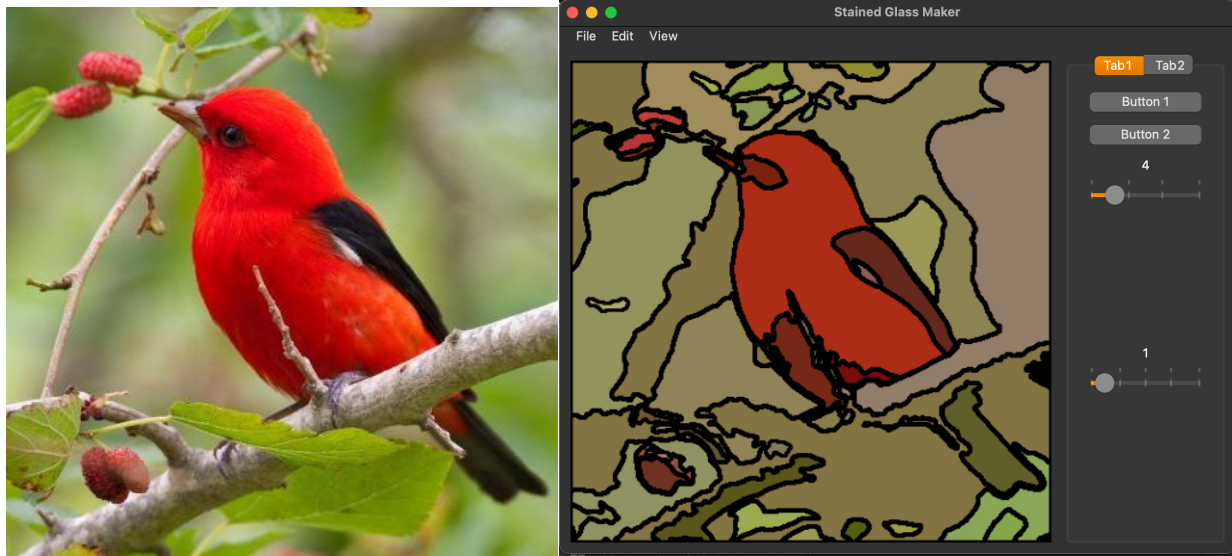 Stained Glass Maker
File Edit View
Tab1 Tab2
Button 1
Button 2
4
1